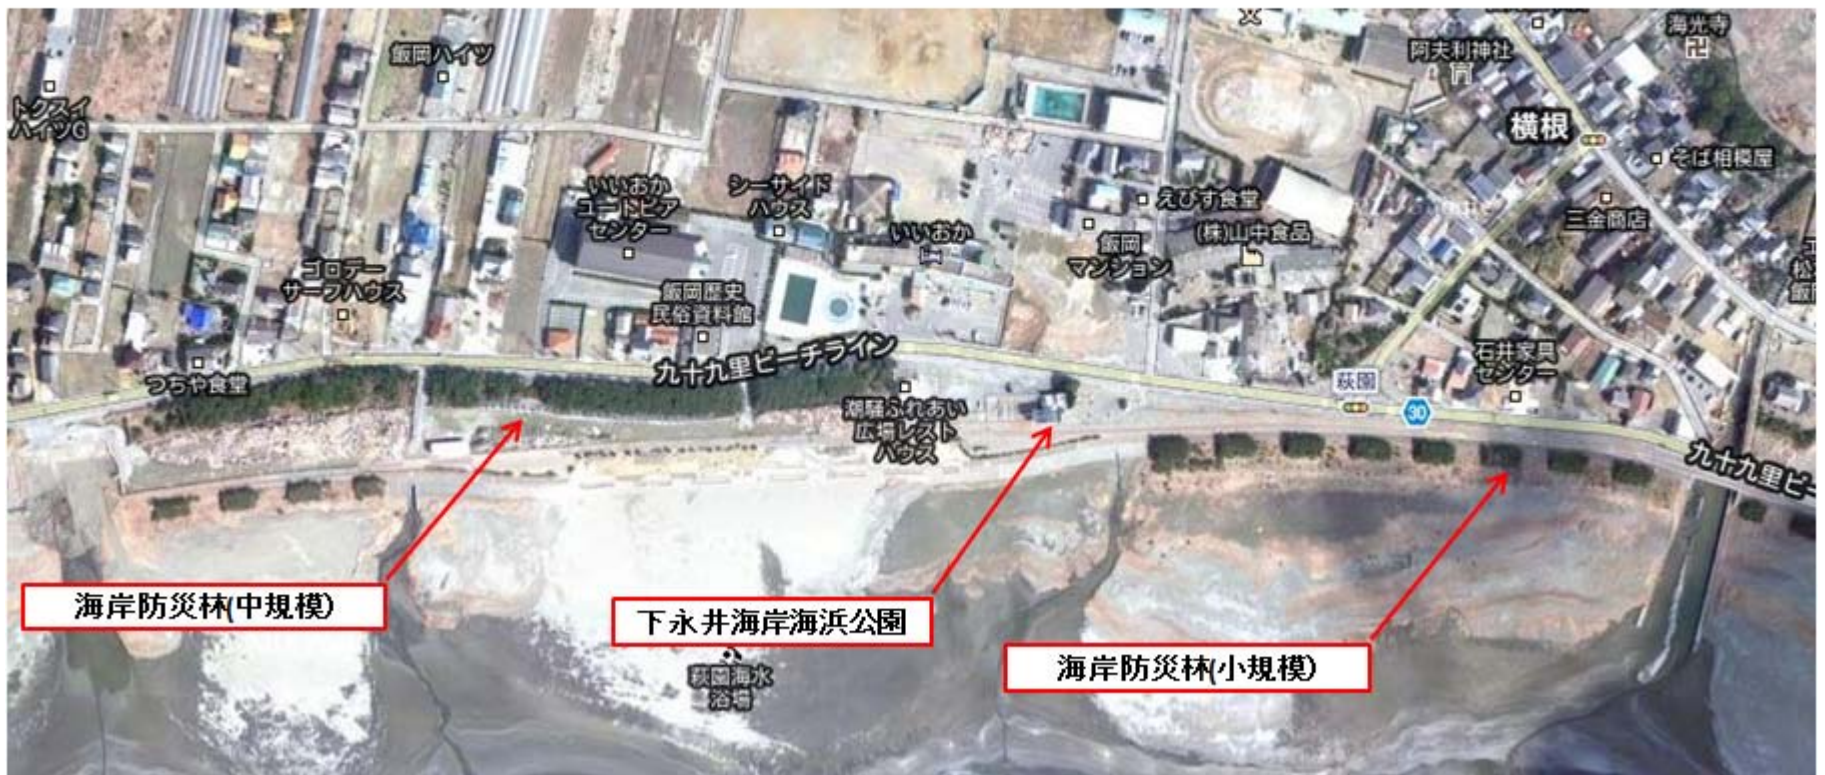 海光寺
阿夫利神社
飯岡ハイツ
トクスイ
ハイツG
横根
そば相模屋
いいおか
ユートピア
センター
シーサイド
ハウス
えびす食堂
三金商店
いいおか
飯岡
マンション
(株)山中食品
ゴロデー
サーフハウス
飯岡歴史
民俗資料館
九十九里ビーチライン
石井家具
センター
つちや食堂
萩園
30
潮騒ふれあい
広場レスト
ハウス
九十九里ビー
海岸防災林(中規模)
下永井海岸海浜公園
海岸防災林(小規模)
萩園海水
浴場